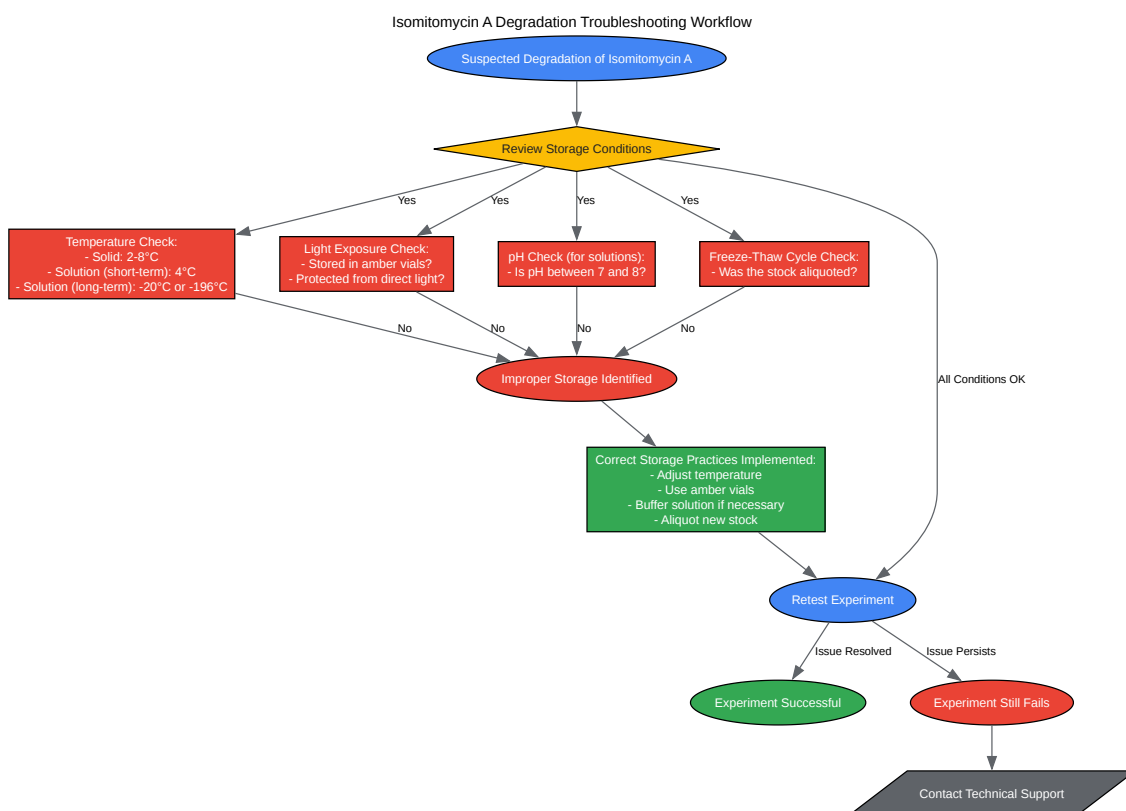 Isomitomycin A Degradation Troubleshooting Workflow
Suspected Degradation of Isomitomycin A
Review Storage Conditions
Yes
Yes
Yes
Yes
Temperature Check:
- Solid: 2-8°C
- Solution (short-term): 4°C
- Solution (long-term): -20°C or -196°C
Light Exposure Check:
- Stored in amber vials?
- Protected from direct light?
pH Check (for solutions):
- Is pH between 7 and 8?
Freeze-Thaw Cycle Check:
- Was the stock aliquoted?
No
No
No
No
Improper Storage Identified
All Conditions OK
Correct Storage Practices Implemented:
- Adjust temperature
- Use amber vials
- Buffer solution if necessary
- Aliquot new stock
Retest Experiment
Issue Resolved
Issue Persists
Experiment Successful
Experiment Still Fails
Contact Technical Support